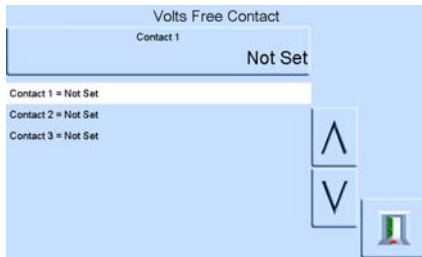 Volts Free Contact
Contact 1
Not Set
Contact 1 = Not Set
Contact 2 = Not Set
Contact 3 = Not Set